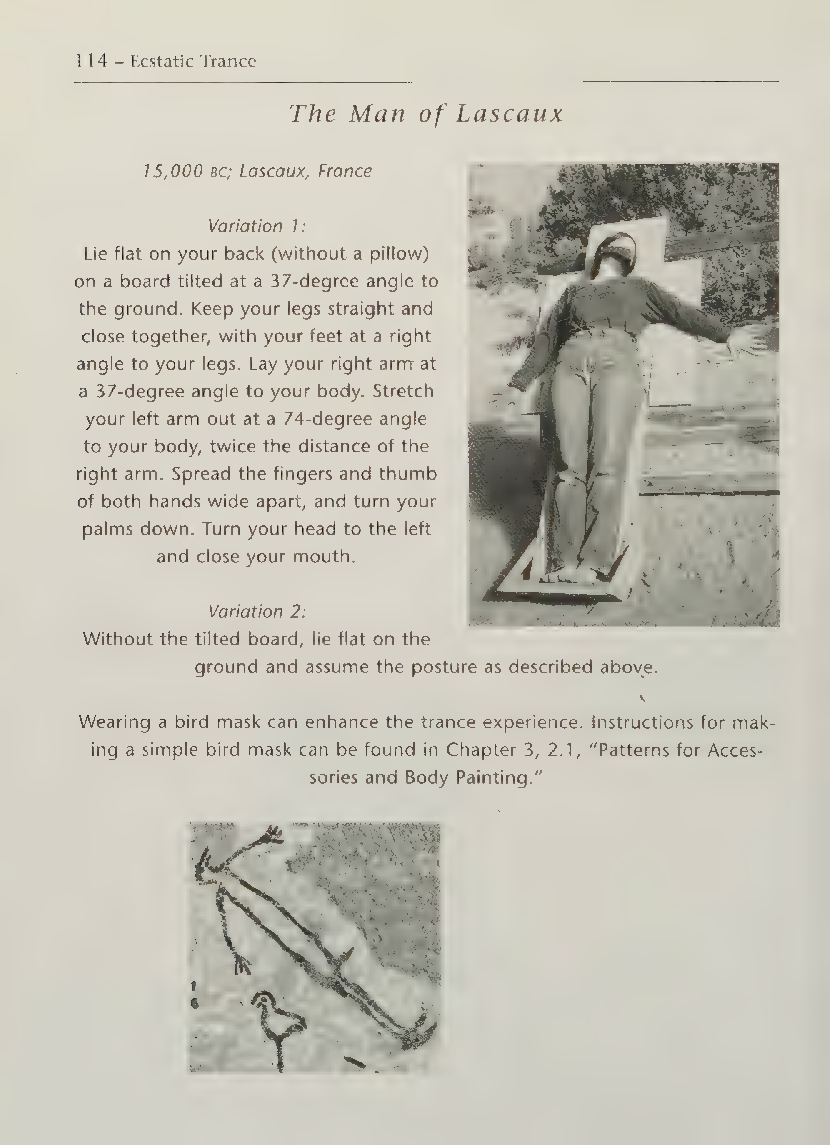 114 – Ecstatic Trance
The Man of Lascaux
15,000 BC; Lascaux, France
Variation 1:
Lie flat on your back (without a pillow)
on a board tilted at a 37-degree angle to
the ground. Keep your legs straight and
close together, with your feet at a right
angle to your legs. Lay your right arm at
a 37-degree angle to your body. Stretch
your left arm out at a 74-degree angle
to your body, twice the distance of the
right arm. Spread the fingers and thumb
of both hands wide apart, and turn your
palms down. Turn your head to the left
and close your mouth.
Variation 2:
Without the tilted board, lie flat on the
ground and assume the posture as described above.
Wearing a bird mask can enhance the trance experience. Instructions for mak-
ing a simple bird mask can be found in Chapter 3, 2.1, "Patterns for Acces-
sories and Body Painting."